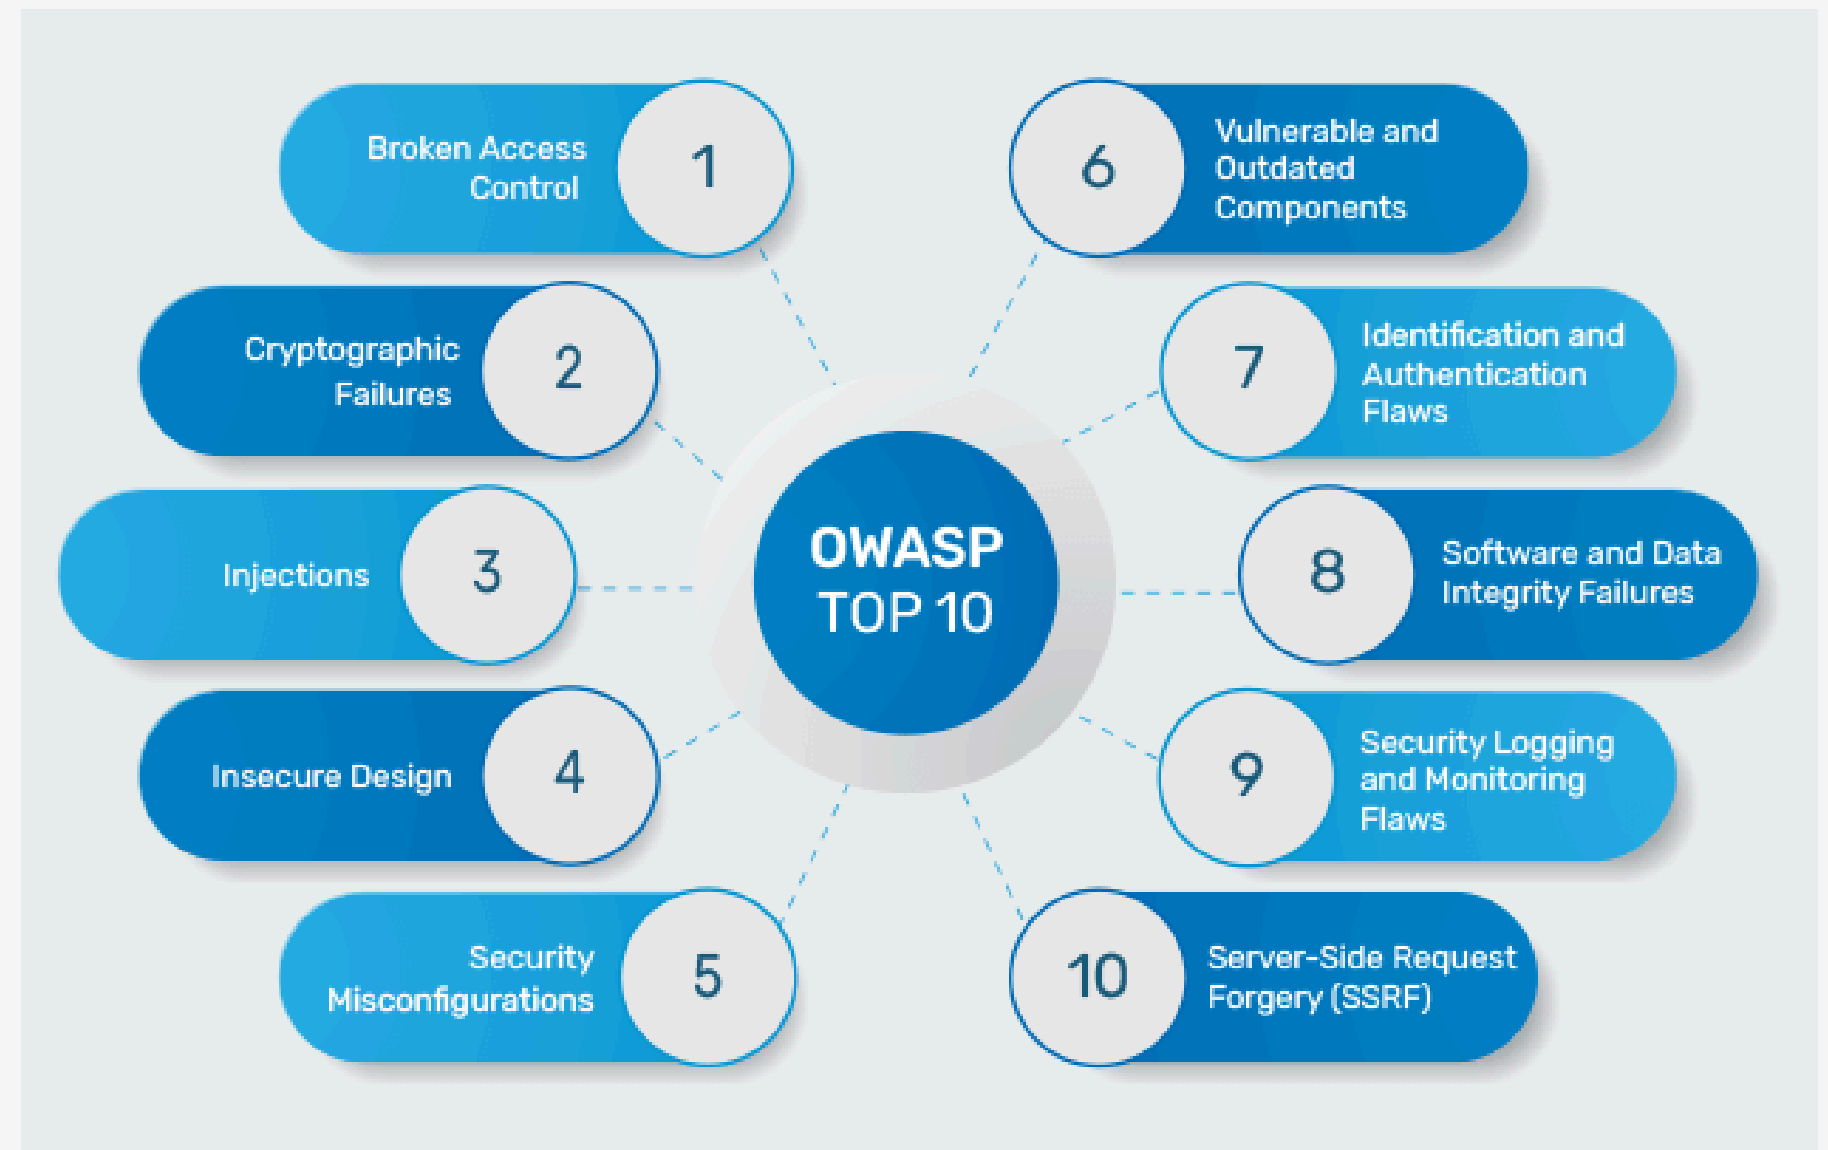 Broken Access
Control
1
Cryptographic
Failures
2
Injections
3
Insecure Design
4
Security
Misconfigurations
5
OWASP
TOP 10
6
Vulnerable and
Outdated
Components
7
Identification and
Authentication
Flaws
8
Software and Data
Integrity Failures
9
Security Logging
and Monitoring
Flaws
10
Server-Side Request
Forgery (SSRF)